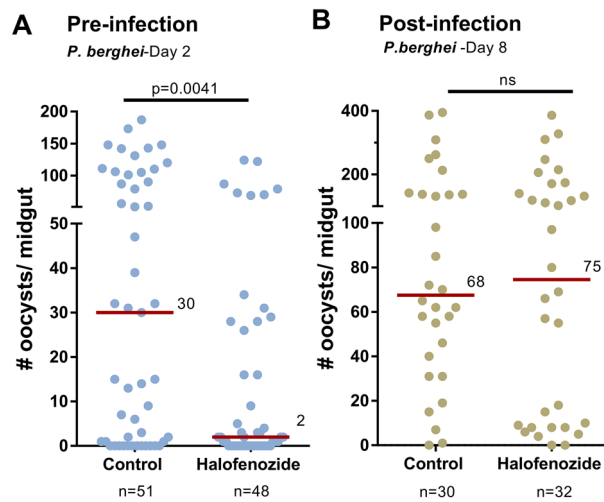 A Pre-infection
P. berghei-Day 2
p=0.0041
# oocysts/ midgut
200
150
100
50
50
40
30
20
10
0
30
2
Control Halofenozide
n=51 n=48
B Post-infection
P.berghei -Day 8
ns
# oocysts/ midgut
400
200
100
80
60
40
20
0
68
75
Control Halofenozide
n=30 n=32